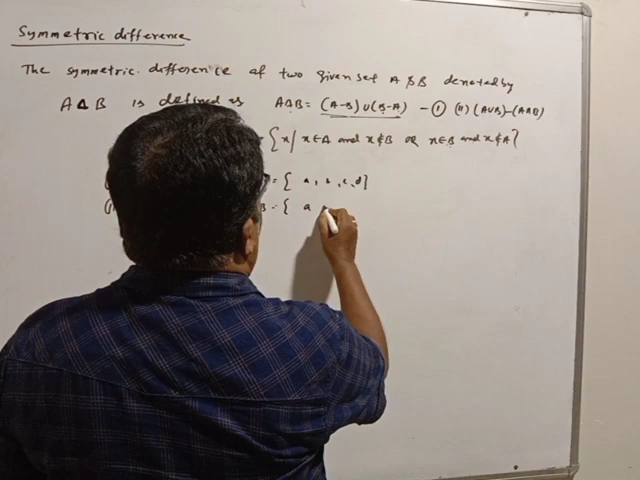 Symmetric difference
The symmetric difference of two given set A & B denoted by
A Δ B is defined as AΔB = (A-B) ∪ (B-A) - ① (ii) (A∪B)-(A∩B)
= {x/ x∈A and x∉B or x∈B and x∉A}
= { a, b, c, d}
B = { a